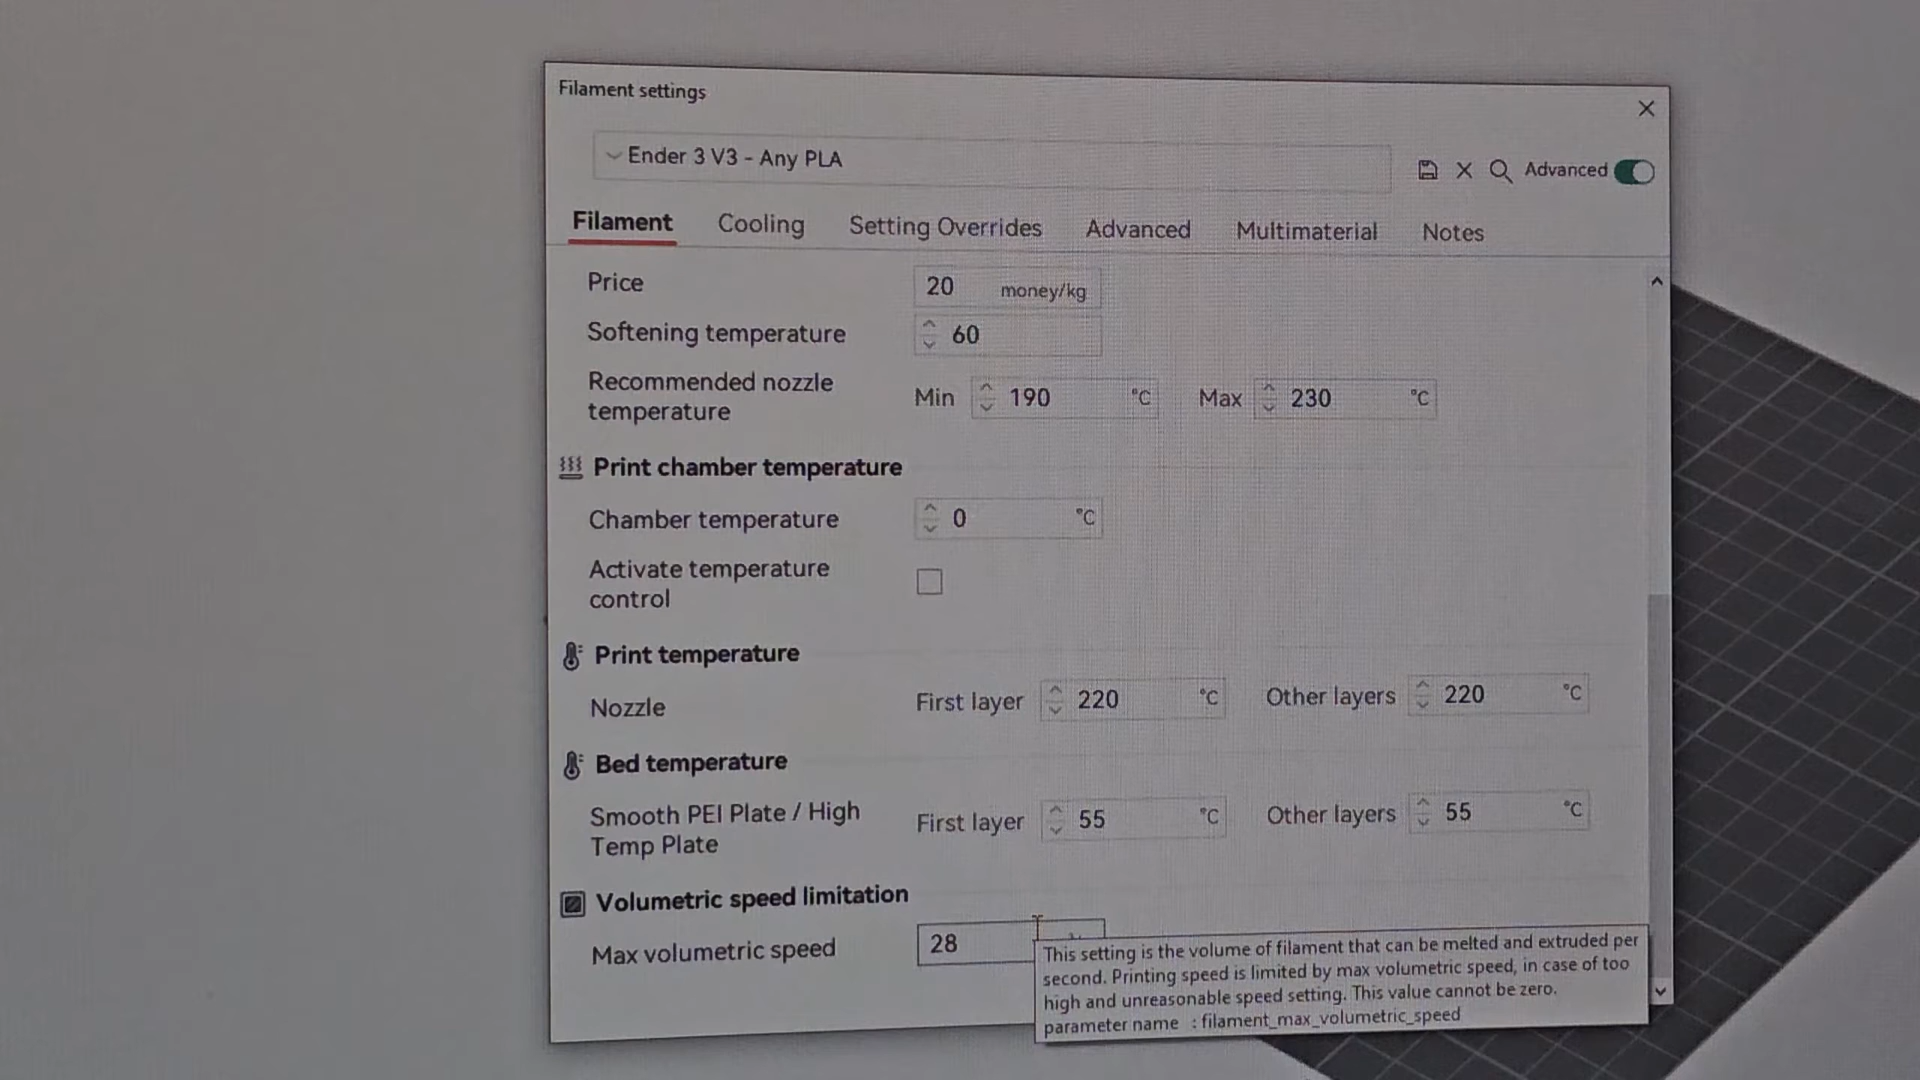 Filament settings
Ender 3 V3 - Any PLA
Advanced
Filament Cooling Setting Overrides Advanced Multimaterial Notes
Price 20 money/kg
Softening temperature 60
Recommended nozzle
temperature
Min 190 °C Max 230 °C
Print chamber temperature
Chamber temperature 0 °C
Activate temperature
control
Print temperature
Nozzle First layer 220 °C Other layers 220 °C
Bed temperature
Smooth PEI Plate / High
Temp Plate
First layer 55 °C Other layers 55 °C
Volumetric speed limitation
Max volumetric speed 28
This setting is the volume of filament that can be melted and extruded per
second. Printing speed is limited by max volumetric speed, in case of too
high and unreasonable speed setting. This value cannot be zero.
parameter name : filament_max_volumetric_speed